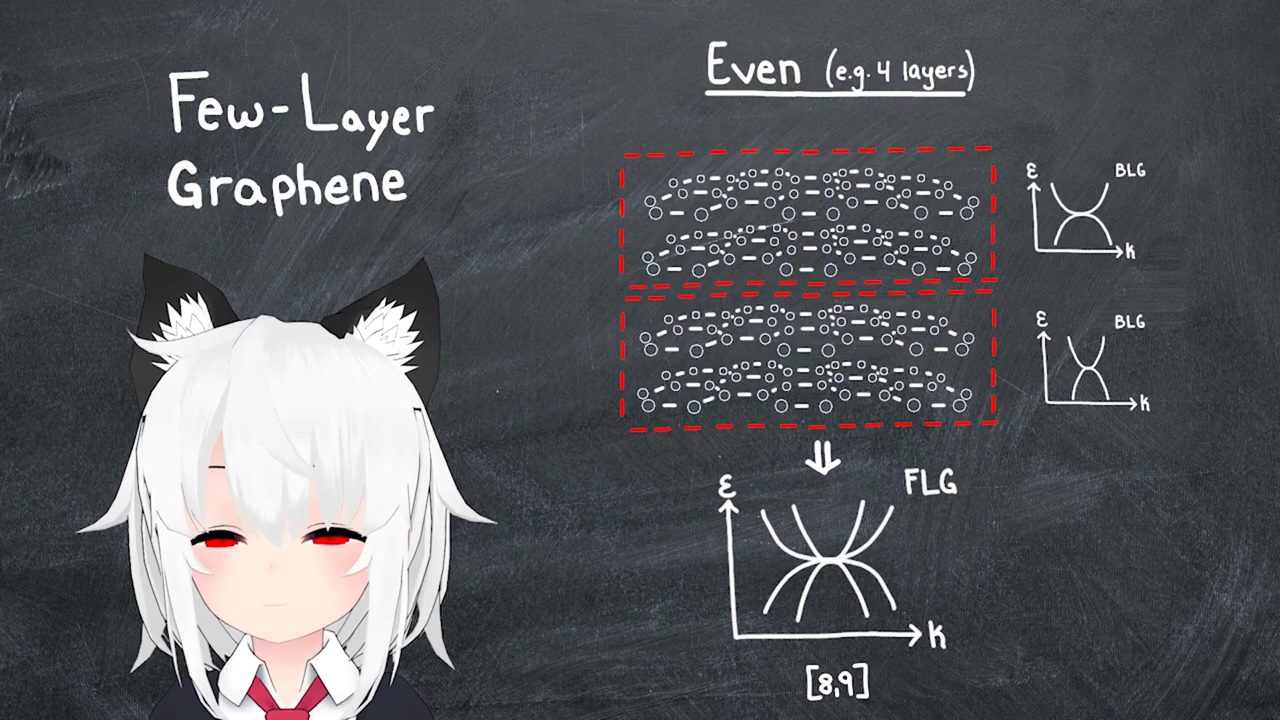 Few-Layer
Graphene
Even (e.g. 4 layers)
ε
BLG
k
ε
BLG
k
ε
FLG
k
[8,9]